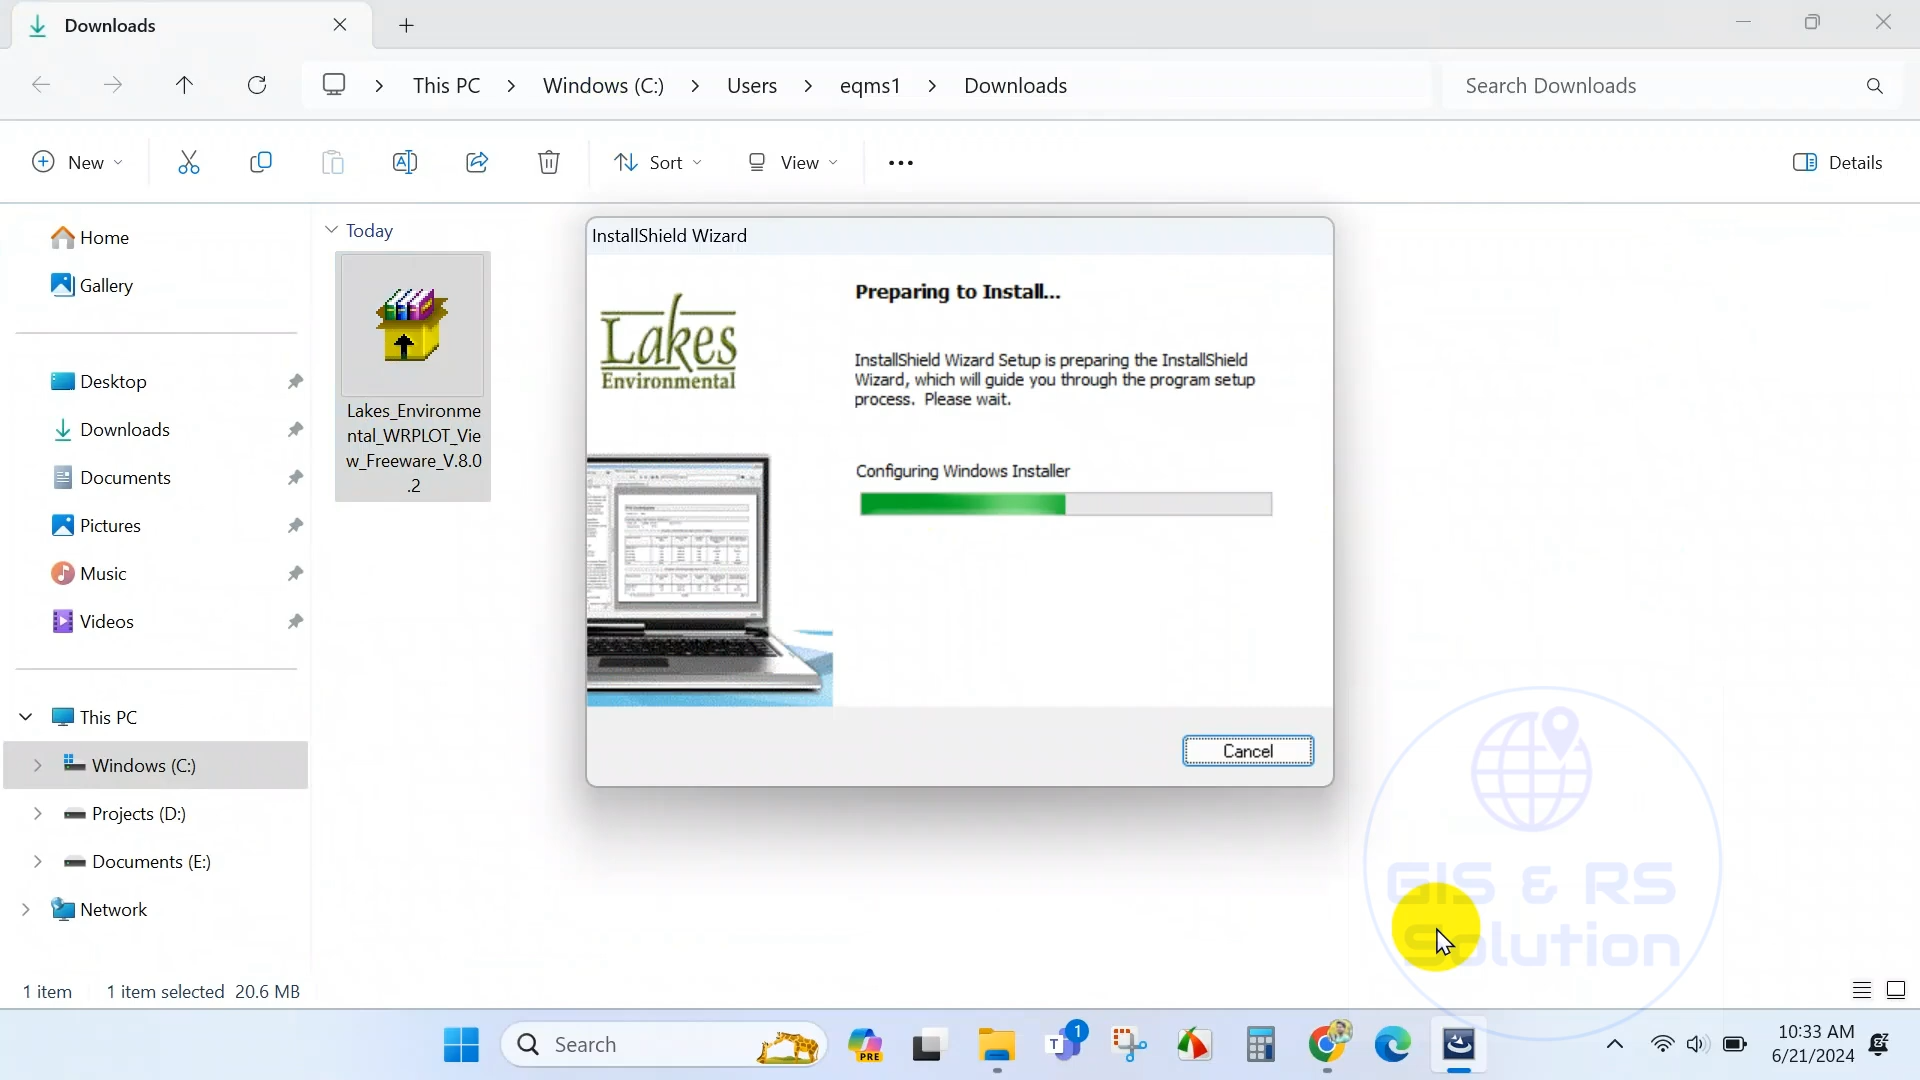 Downloads
This PC
Windows (C:)
Users
eqms1
Downloads
Search Downloads
New
Sort
View
Details
Home
Gallery
Desktop
Downloads
Documents
Pictures
Music
Videos
This PC
Windows (C:)
Projects (D:)
Documents (E:)
Network
Today
Lakes_Environme
ntal_WRPLOT_Vie
w_Freeware_V.8.0
.2
InstallShield Wizard
Lakes
Environmental
Preparing to Install...
InstallShield Wizard Setup is preparing the InstallShield
Wizard, which will guide you through the program setup
process. Please wait.
Configuring Windows Installer
Cancel
GIS & RS
Solution
1 item
1 item selected 20.6 MB
Search
PRE
T
1
10:33 AM
6/21/2024